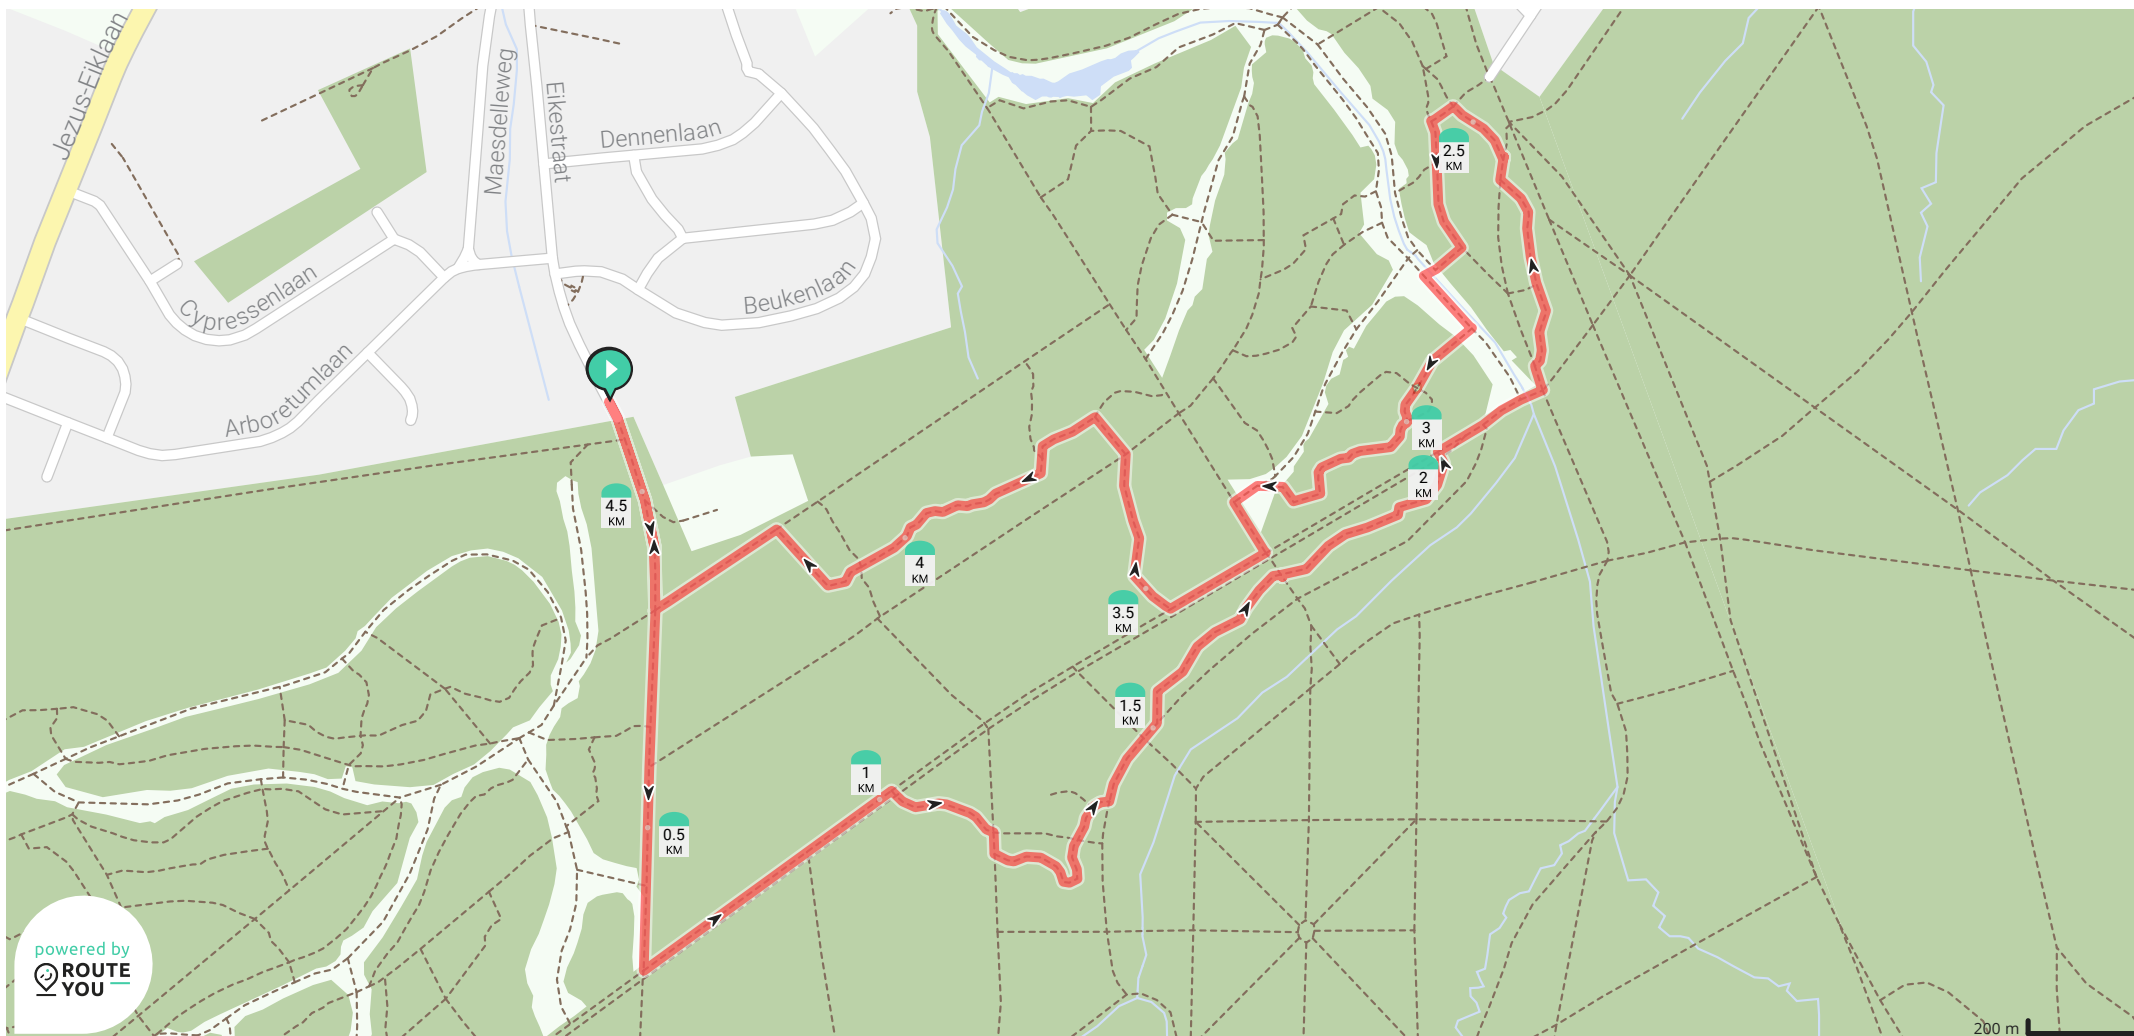 Jezus-Eiklaan
Maesdelleweg
Eikestraat
Dennenlaan
Beukenlaan
Cypressenlaan
Arboretumlaan
2.5
KM
3
KM
2
KM
4.5
KM
4
KM
3.5
KM
1.5
KM
1
KM
0.5
KM
powered by
ROUTE
YOU
200 m